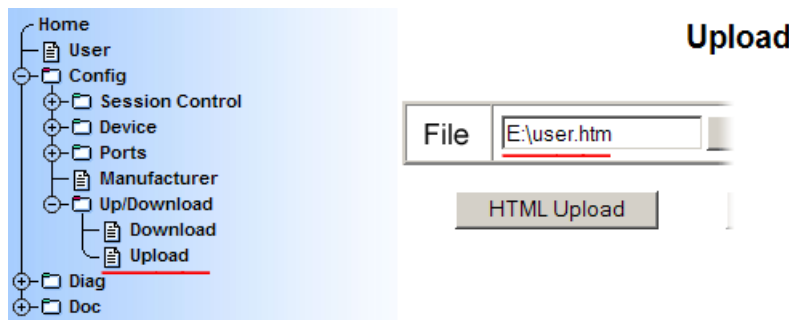 Home
User
Config
Session Control
Device
Ports
Manufacturer
Up/Download
Download
Upload
Diag
Doc
Upload
File E:\user.htm
HTML Upload